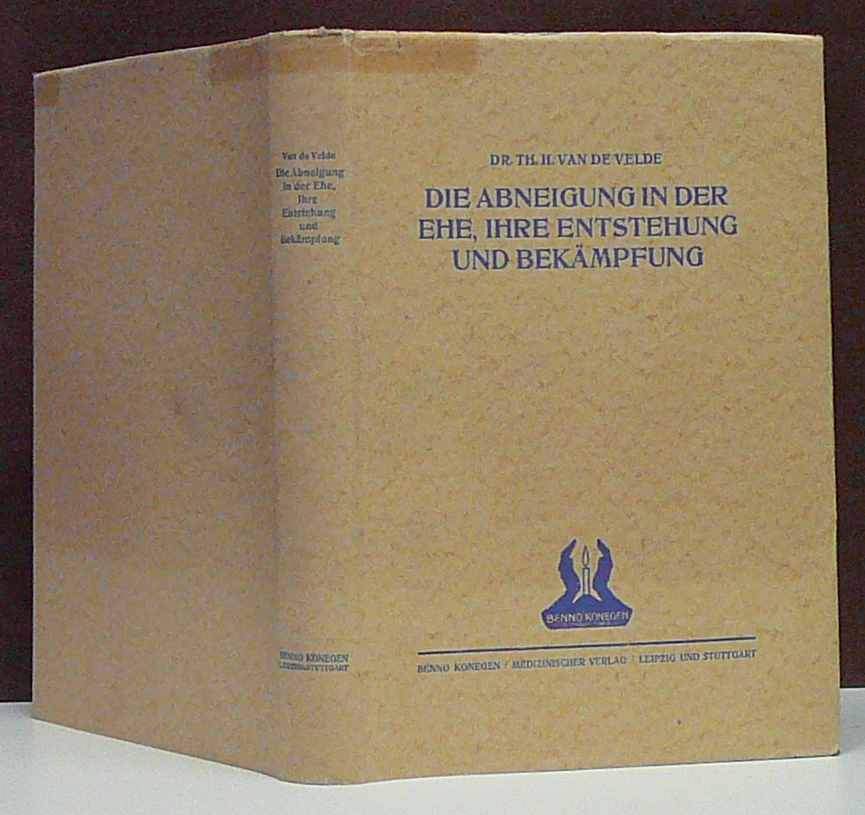 Van de Velde
Die Abneigung
in der Ehe,
Ihre
Entstehung
und
Bekämpfung
BENNO KONEGEN
LEIPZIG-STUTTGART
DR. TH. H. VAN DE VELDE
DIE ABNEIGUNG IN DER
EHE, IHRE ENTSTEHUNG
UND BEKÄMPFUNG
BENNO KONEGEN
BENNO KONEGEN / MEDIZINISCHER VERLAG / LEIPZIG UND STUTTGART